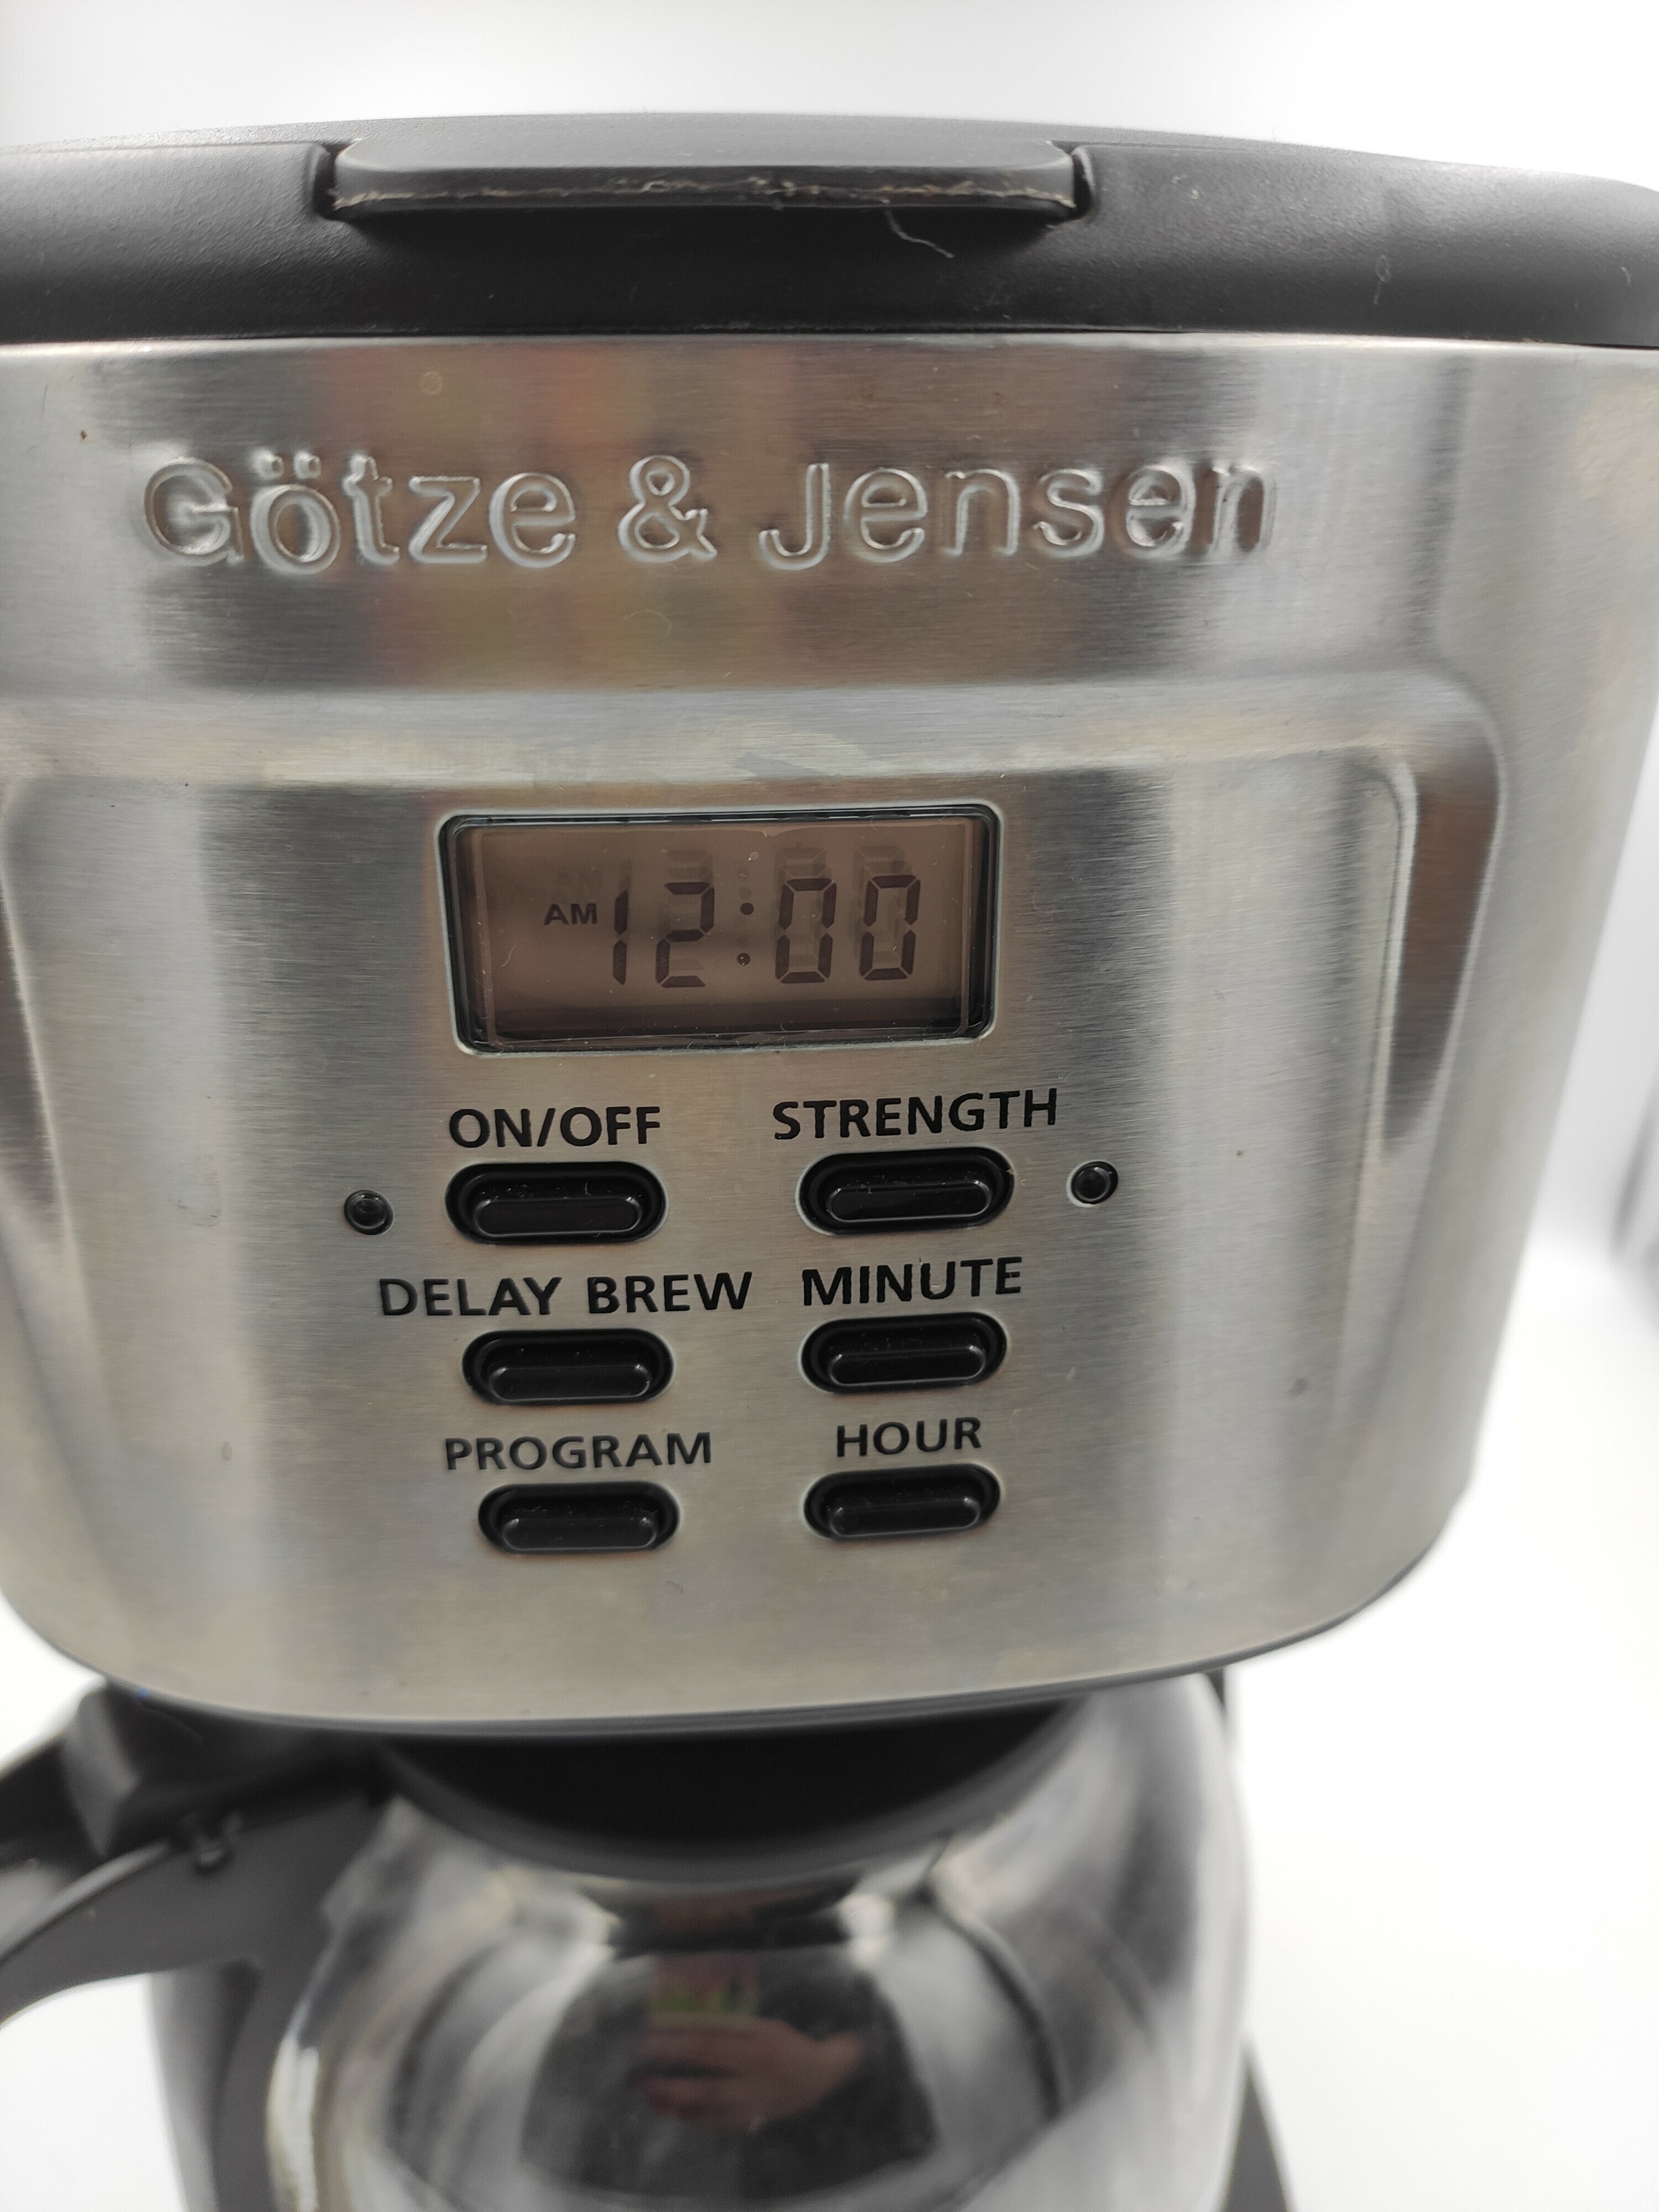 Götze & Jensen
AM 12:00
ON/OFF STRENGTH
DELAY BREW MINUTE
PROGRAM HOUR